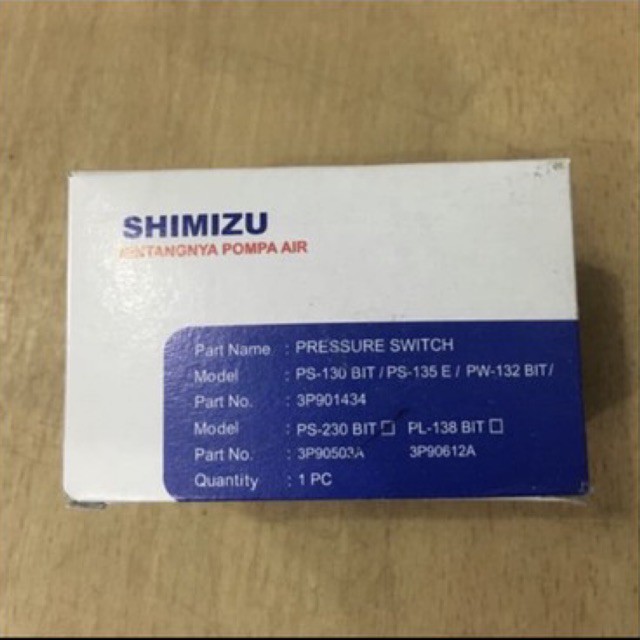 SHIMIZU
BINTANGNYA POMPA AIR
Part Name : PRESSURE SWITCH
Model : PS-130 BIT / PS-135 E / PW-132 BIT /
Part No. : 3P901434
Model : PS-230 BIT PL-138 BIT
Part No. : 3P90503A 3P90612A
Quantity : 1 PC